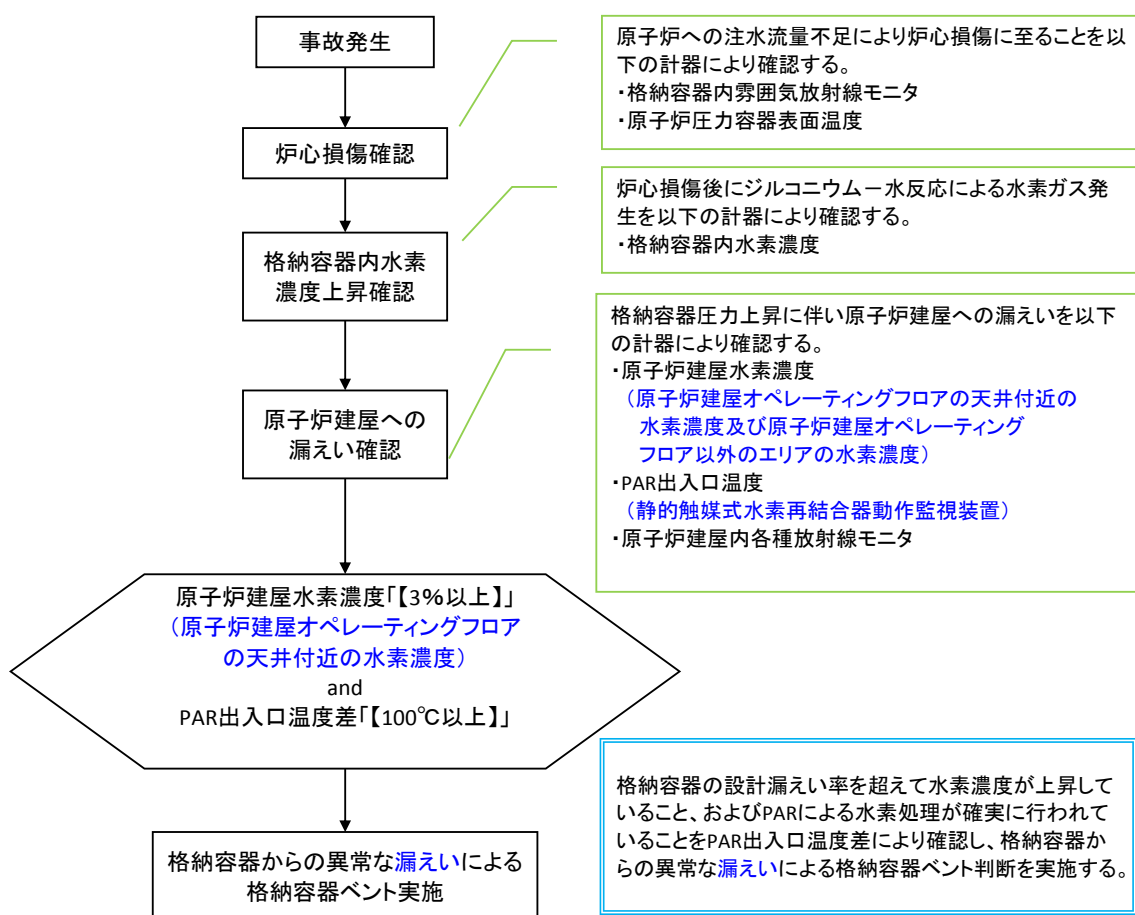 事故発生
原子炉への注水流量不足により炉心損傷に至ることを以
下の計器により確認する。
・格納容器内雰囲気放射線モニタ
・原子炉圧力容器表面温度
炉心損傷確認
炉心損傷後にジルコニウム－水反応による水素ガス発
生を以下の計器により確認する。
・格納容器内水素濃度
格納容器内水素
濃度上昇確認
格納容器圧力上昇に伴い原子炉建屋への漏えいを以下
の計器により確認する。
・原子炉建屋水素濃度
（原子炉建屋オペレーティングフロアの天井付近の
水素濃度及び原子炉建屋オペレーティング
フロア以外のエリアの水素濃度）
・PAR出入口温度
（静的触媒式水素再結合器動作監視装置）
・原子炉建屋内各種放射線モニタ
原子炉建屋への
漏えい確認
原子炉建屋水素濃度「【3%以上】」
（原子炉建屋オペレーティングフロア
の天井付近の水素濃度）
and
PAR出入口温度差「【100℃以上】」
格納容器の設計漏えい率を超えて水素濃度が上昇して
いること、およびPARによる水素処理が確実に行われて
いることをPAR出入口温度差により確認し、格納容器か
らの異常な漏えいによる格納容器ベント判断を実施する。
格納容器からの異常な漏えいによる
格納容器ベント実施